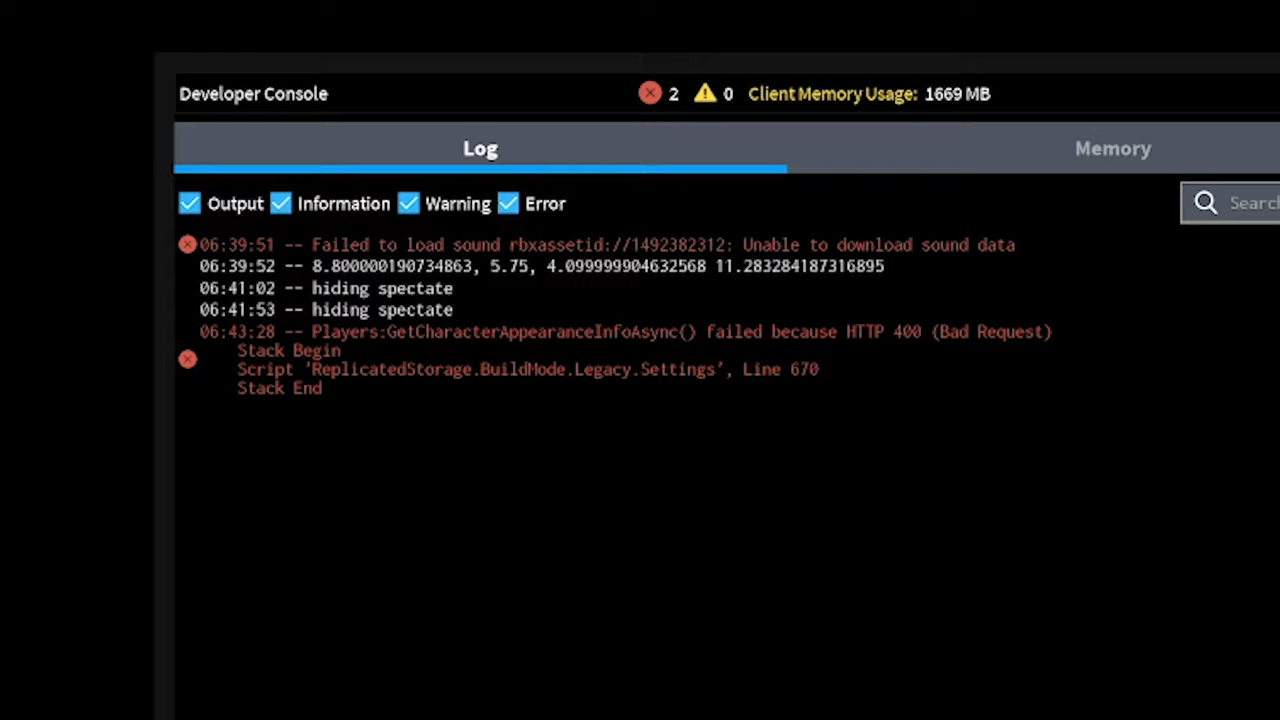 Developer Console 2 0 Client Memory Usage: 1669 MB
Log Memory
Output Information Warning Error Search
06:39:51 -- Failed to load sound rbxassetid://1492382312: Unable to download sound data
06:39:52 -- 8.800000190734863, 5.75, 4.099999904632568 11.283284187316895
06:41:02 -- hiding spectate
06:41:53 -- hiding spectate
06:43:28 -- Players:GetCharacterAppearanceInfoAsync() failed because HTTP 400 (Bad Request)
Stack Begin
Script 'ReplicatedStorage.BuildMode.Legacy.Settings', Line 670
Stack End